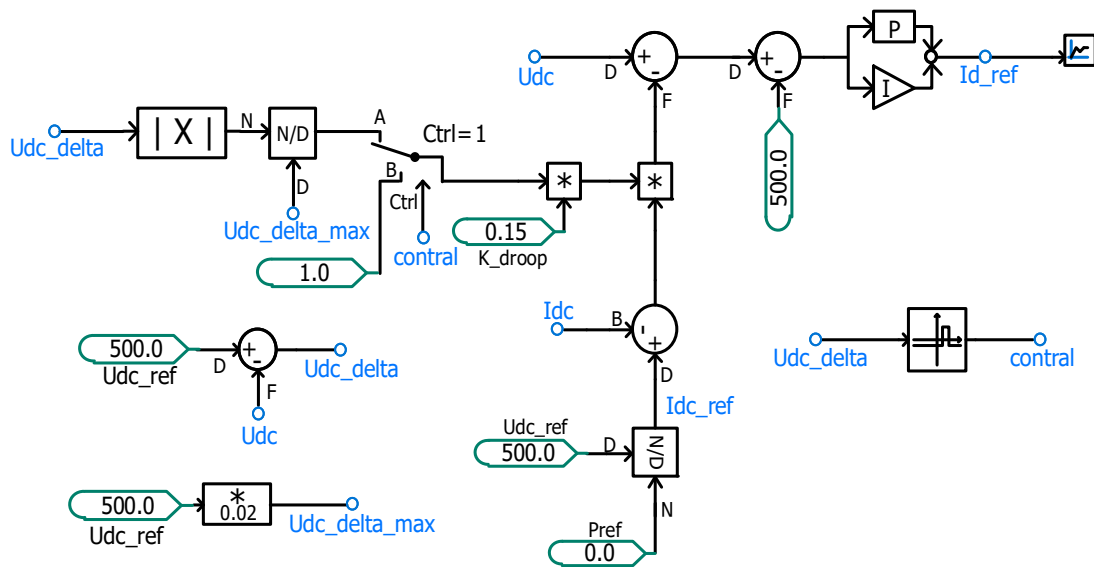 P
Udc
D
+
-
D
+
-
Id_ref
I
F
F
500.0
Udc_delta
|X|
N
N/D
A
Ctrl=1
B
Ctrl
D
Udc_delta_max
contral
*
*
0.15
K_droop
1.0
Idc
B
-
+
D
Idc_ref
500.0
Udc_ref
D
+
-
Udc_delta
F
Udc
Udc_delta
contral
Udc_ref
500.0
D
N/D
N
Pref
0.0
500.0
Udc_ref
*
0.02
Udc_delta_max